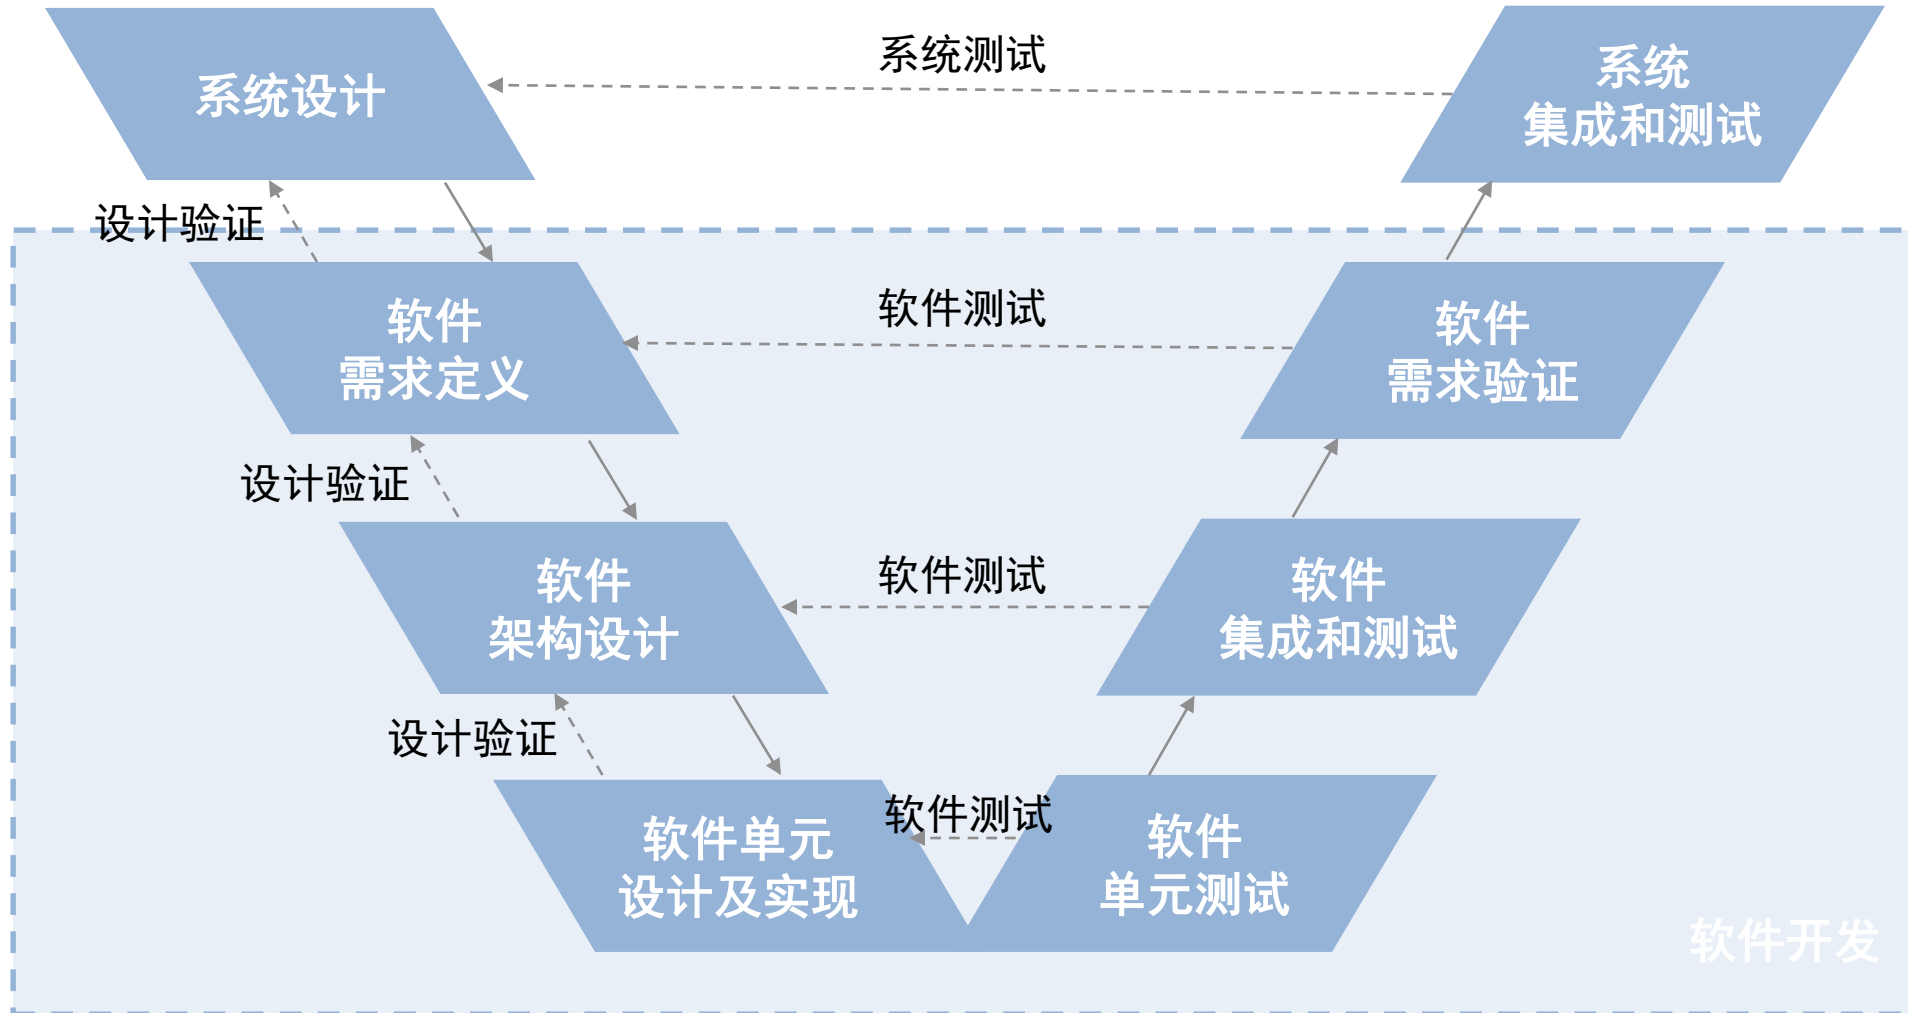 系统测试
系统设计
系统
集成和测试
设计验证
软件测试
软件
需求定义
软件
需求验证
设计验证
软件测试
软件
架构设计
软件
集成和测试
设计验证
软件测试
软件单元
设计及实现
软件
单元测试
软件开发